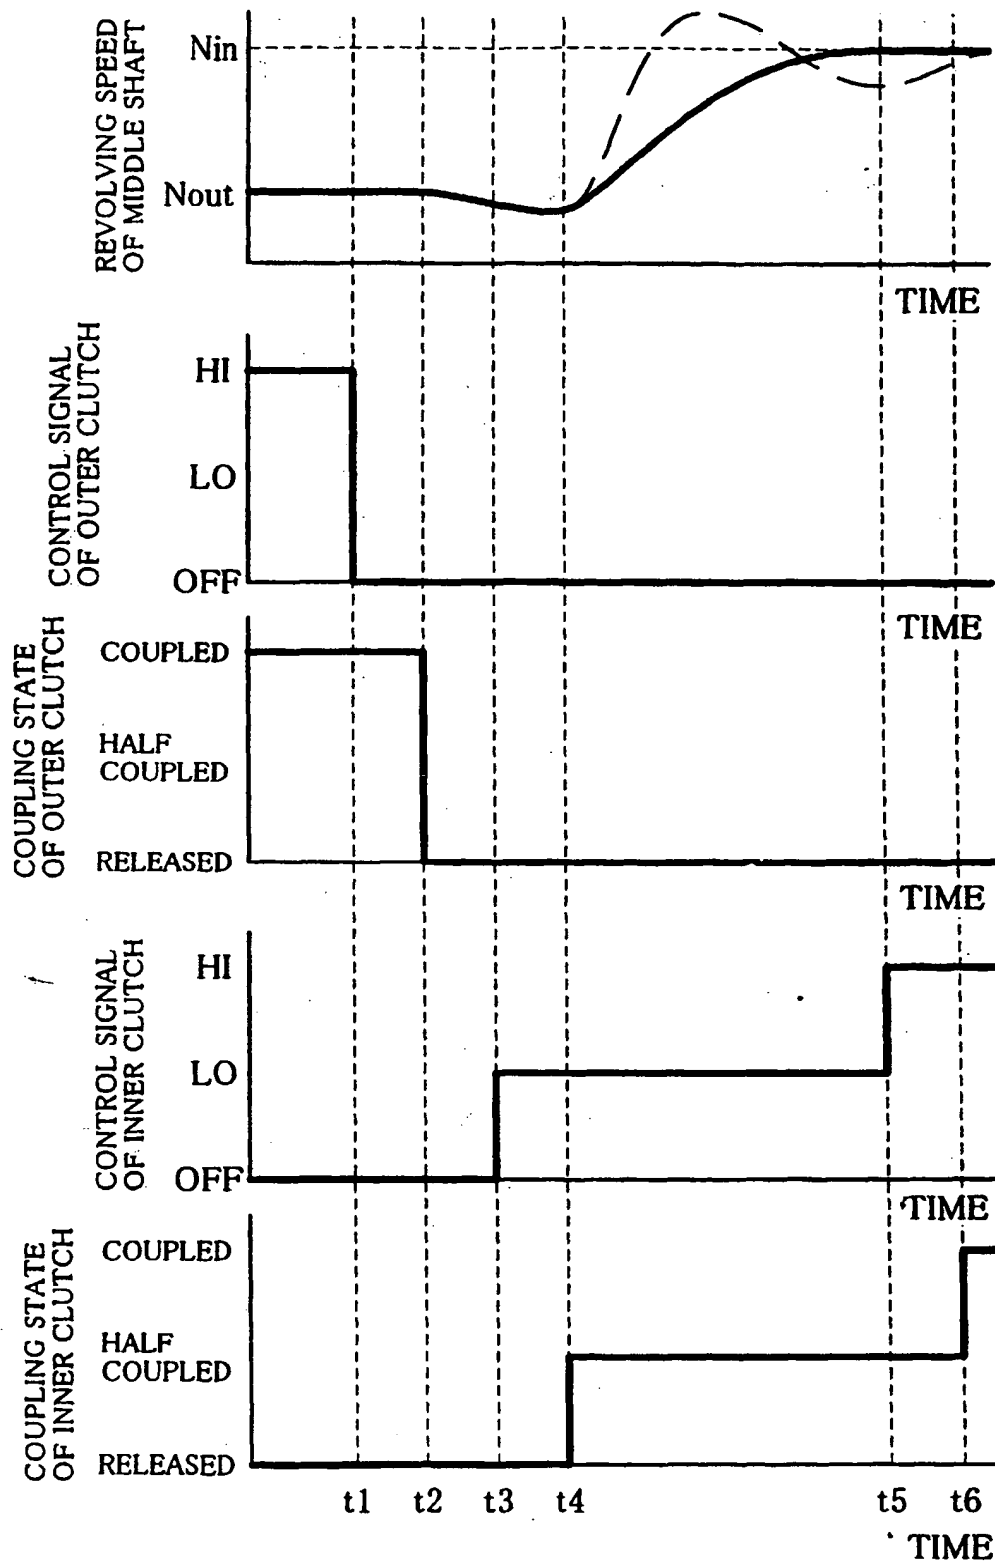 REVOLVING SPEED
OF MIDDLE SHAFT
Nin
Nout
TIME
CONTROL SIGNAL
OF OUTER CLUTCH
HI
LO
OFF
TIME
COUPLING STATE
OF OUTER CLUTCH
COUPLED
HALF
COUPLED
RELEASED
TIME
CONTROL SIGNAL
OF INNER CLUTCH
HI
LO
OFF
TIME
COUPLING STATE
OF INNER CLUTCH
COUPLED
HALF
COUPLED
RELEASED
t1 t2 t3 t4 t5 t6
TIME